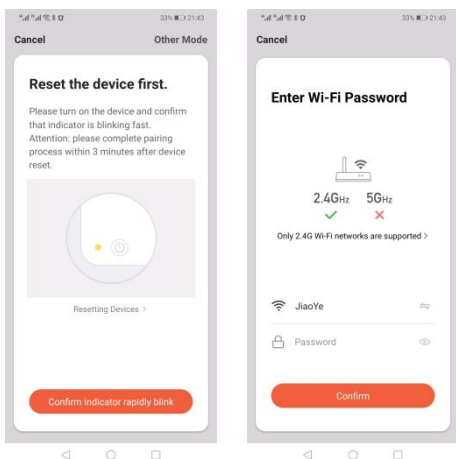 33% 21:43
Cancel Other Mode
Reset the device first.
Please turn on the device and confirm
that indicator is blinking fast.
Attention: please complete pairing
process within 3 minutes after device
reset.
Resetting Devices >
Confirm indicator rapidly blink
33% 21:43
Cancel
Enter Wi-Fi Password
2.4GHz 5GHz
Only 2.4G Wi-Fi networks are supported >
JiaoYe
Password
Confirm